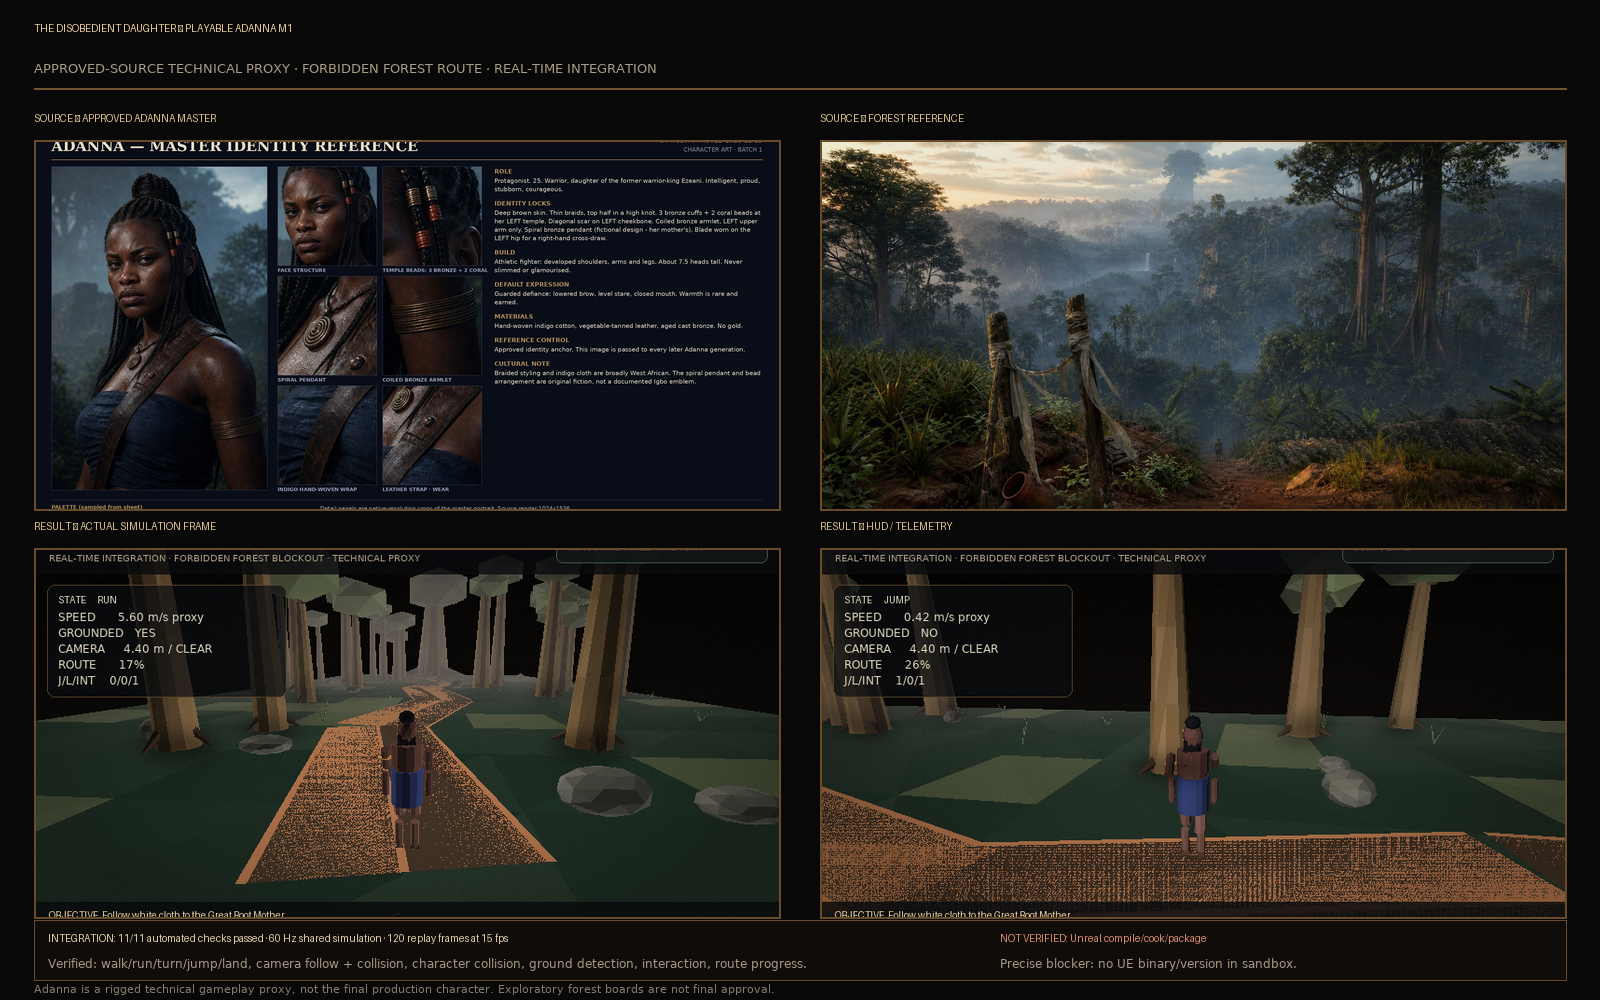 THE DISOBEDIENT DAUGHTER▯PLAYABLE ADANNA M1
APPROVED-SOURCE TECHNICAL PROXY · FORBIDDEN FOREST ROUTE · REAL-TIME INTEGRATION
SOURCE▯APPROVED ADANNA MASTER
ADANNA — MASTER IDENTITY REFERENCE
CHARACTER ART · BATCH 1
FACE STRUCTURE
TEMPLE BEADS: 3 BRONZE + 2 CORAL
SPIRAL PENDANT
COILED BRONZE ARMLET
INDIGO HAND-WOVEN WRAP
LEATHER STRAP · WEAR
ROLE
Protagonist. 25. Warrior, daughter of the former warrior-king Ezeani. Intelligent, proud,
stubborn, courageous.
IDENTITY LOCKS
Deep brown skin. Thin braids, top half in a high knot. 3 bronze cuffs + 2 coral beads at
her LEFT temple. Diagonal scar on LEFT cheekbone. Coiled bronze armlet, LEFT upper
arm only. Spiral bronze pendant (fictional design - her mother's). Blade worn on the
LEFT hip for a right-hand cross-draw.
BUILD
Athletic fighter: developed shoulders, arms and legs. About 7.5 heads tall. Never
slimmed or glamourised.
DEFAULT EXPRESSION
Guarded defiance: lowered brow, level stare, closed mouth. Warmth is rare and
earned.
MATERIALS
Hand-woven indigo cotton, vegetable-tanned leather, aged cast bronze. No gold.
REFERENCE CONTROL
Approved identity anchor. This image is passed to every later Adanna generation.
CULTURAL NOTE
Braided styling and indigo cloth are broadly West African. The spiral pendant and bead
arrangement are original fiction, not a documented Igbo emblem.
PALETTE (sampled from sheet)
Detail panels are native-resolution crops of the master portrait. Source render 1024x1536
SOURCE▯FOREST REFERENCE
RESULT▯ACTUAL SIMULATION FRAME
REAL-TIME INTEGRATION · FORBIDDEN FOREST BLOCKOUT · TECHNICAL PROXY
STATE RUN
SPEED 5.60 m/s proxy
GROUNDED YES
CAMERA 4.40 m / CLEAR
ROUTE 17%
J/L/INT 0/0/1
OBJECTIVE Follow white cloth to the Great Root Mother
RESULT▯HUD / TELEMETRY
REAL-TIME INTEGRATION · FORBIDDEN FOREST BLOCKOUT · TECHNICAL PROXY
STATE JUMP
SPEED 0.42 m/s proxy
GROUNDED NO
CAMERA 4.40 m / CLEAR
ROUTE 26%
J/L/INT 1/0/1
OBJECTIVE Follow white cloth to the Great Root Mother
INTEGRATION: 11/11 automated checks passed · 60 Hz shared simulation · 120 replay frames at 15 fps
Verified: walk/run/turn/jump/land, camera follow + collision, character collision, ground detection, interaction, route progress.
NOT VERIFIED: Unreal compile/cook/package
Precise blocker: no UE binary/version in sandbox.
Adanna is a rigged technical gameplay proxy, not the final production character. Exploratory forest boards are not final approval.